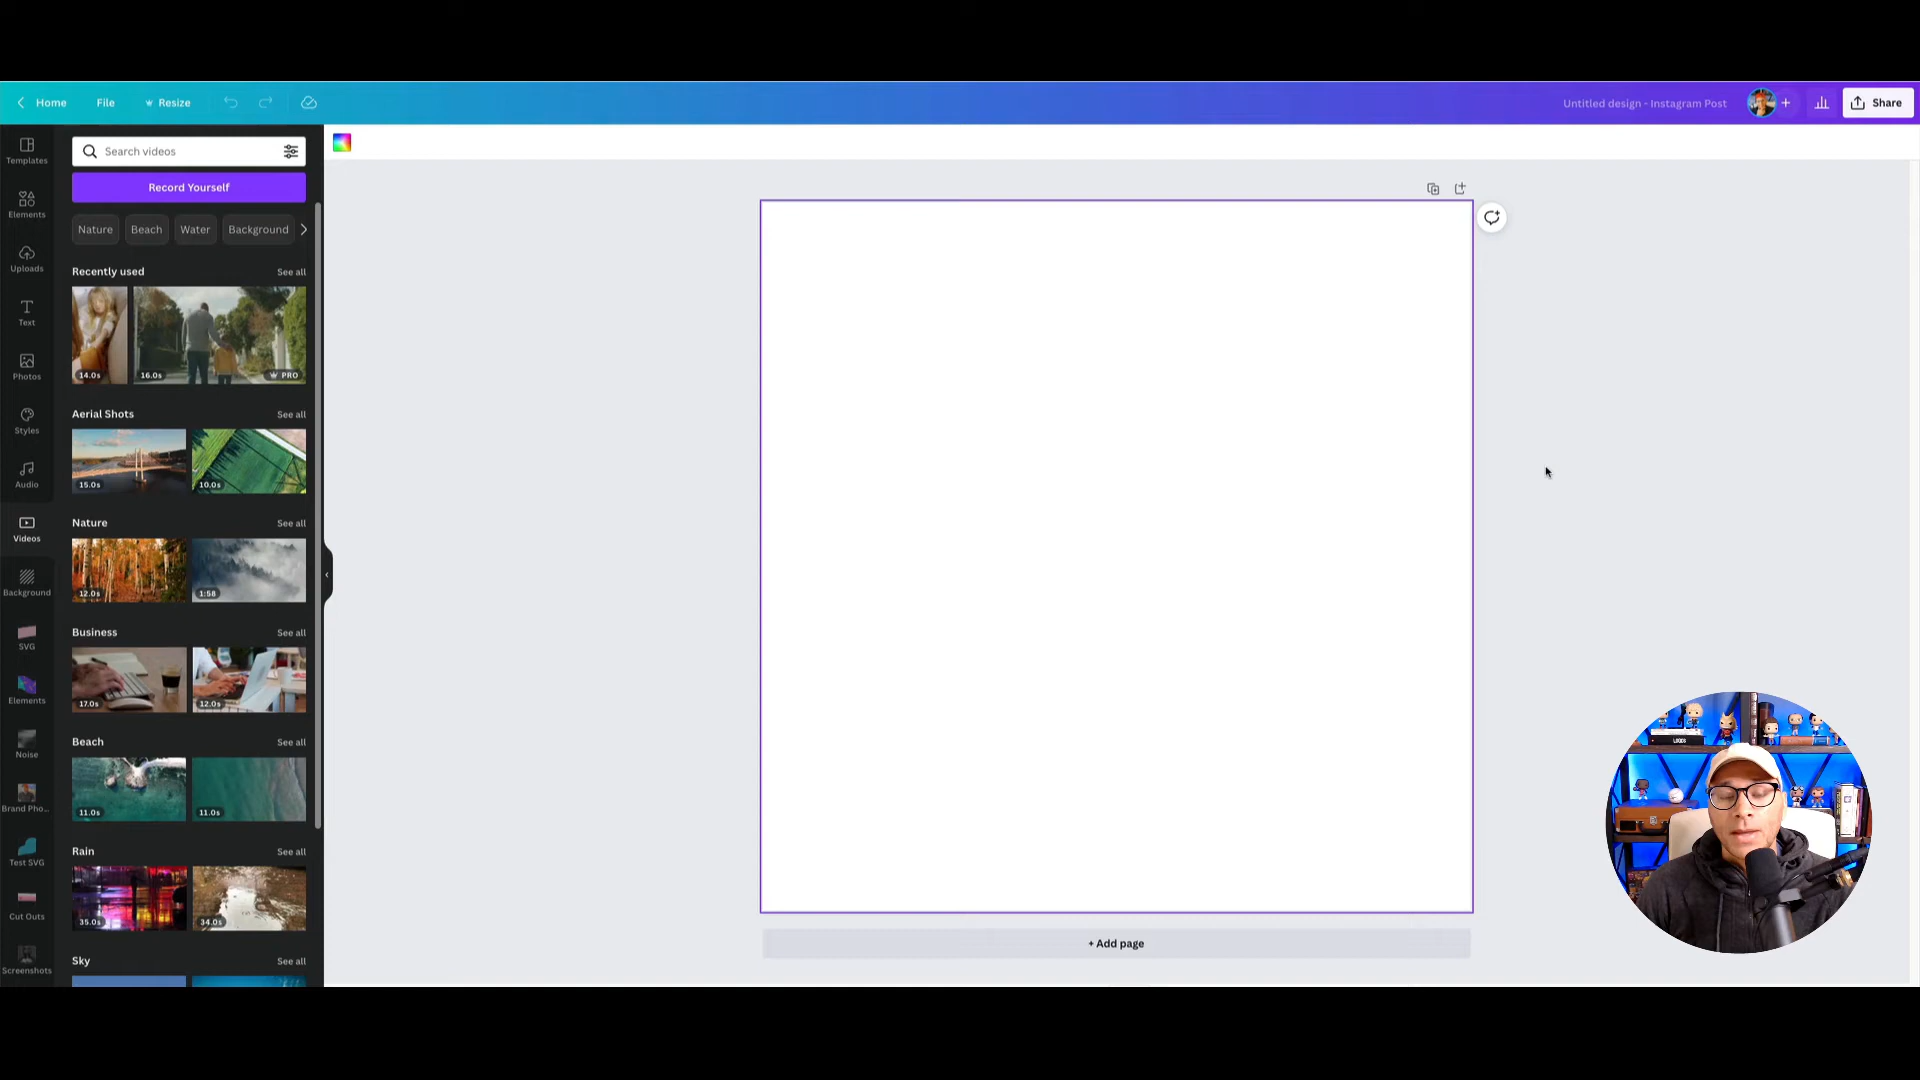 Home
File
Resize
Untitled design - Instagram Post
Share
Templates
Elements
Uploads
Text
Photos
Styles
Audio
Videos
Background
SVG
Elements
Noise
Brand Pho...
Test SVG
Cut Outs
Screenshots
Search videos
Record Yourself
Nature Beach Water Background
Recently used See all
14.0s 16.0s PRO
Aerial Shots See all
15.0s 10.0s
Nature See all
12.0s 1:58
Business See all
17.0s 12.0s
Beach See all
11.0s 11.0s
Rain See all
35.0s 34.0s
Sky See all
+ Add page
LOGOS